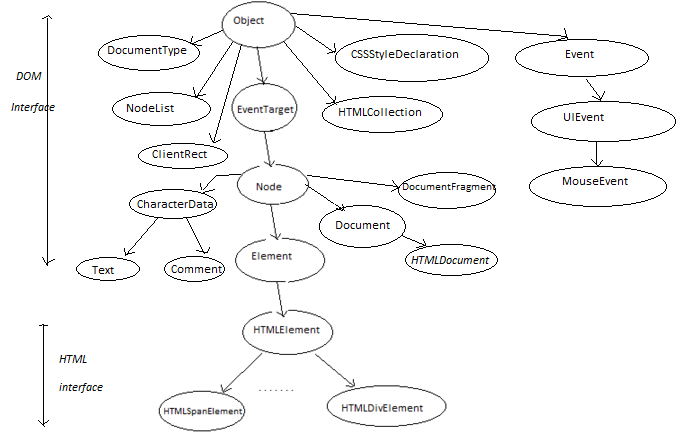 Object
DocumentType
CSSStyleDeclaration
Event
DOM
Interface
NodeList
EventTarget
HTMLCollection
UIEvent
ClientRect
Node
DocumentFragment
MouseEvent
CharacterData
Document
Element
HTMLDocument
Text
Comment
HTMLElement
HTML
interface
.......
HTMLSpanElement
HTMLDivElement